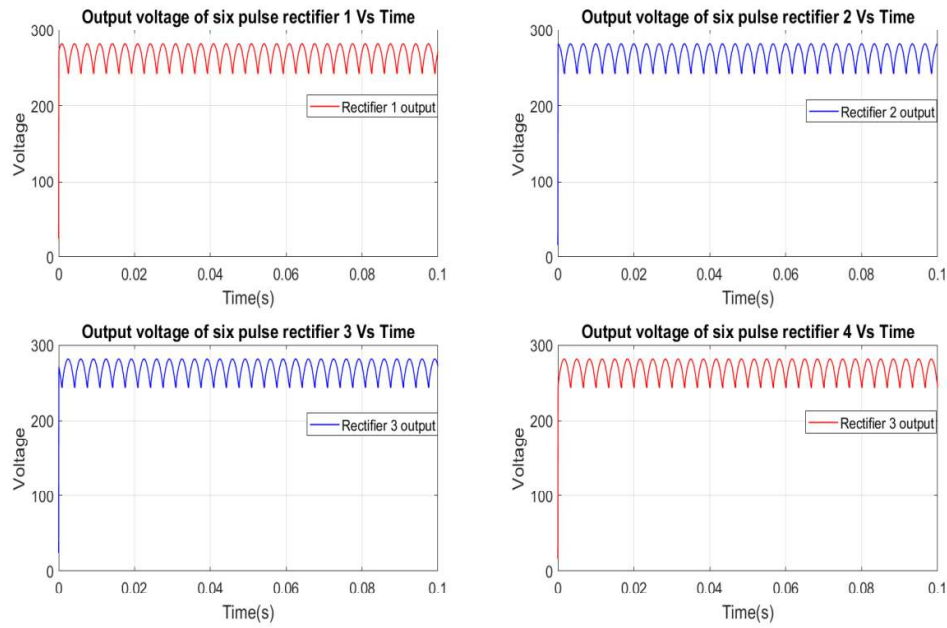 Output voltage of six pulse rectifier 1 Vs Time
300
200
100
0
Voltage
Rectifier 1 output
0 0.02 0.04 0.06 0.08 0.1
Time(s)
Output voltage of six pulse rectifier 2 Vs Time
300
200
100
0
Voltage
Rectifier 2 output
0 0.02 0.04 0.06 0.08 0.1
Time(s)
Output voltage of six pulse rectifier 3 Vs Time
300
200
100
0
Voltage
Rectifier 3 output
0 0.02 0.04 0.06 0.08 0.1
Time(s)
Output voltage of six pulse rectifier 4 Vs Time
300
200
100
0
Voltage
Rectifier 3 output
0 0.02 0.04 0.06 0.08 0.1
Time(s)